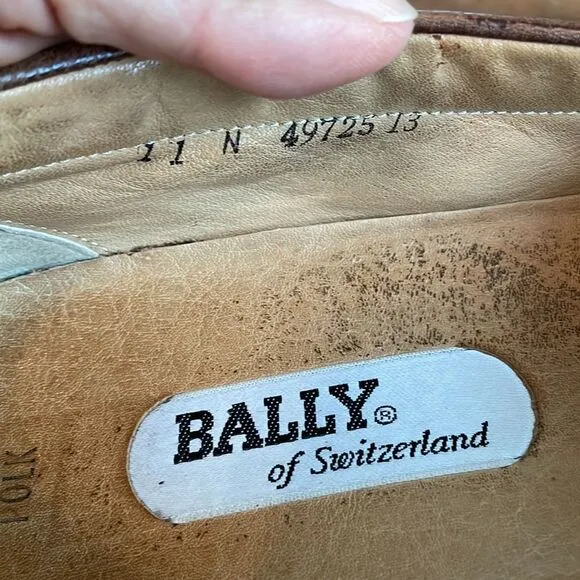 11 N 49725 13
BALLY®
of Switzerland